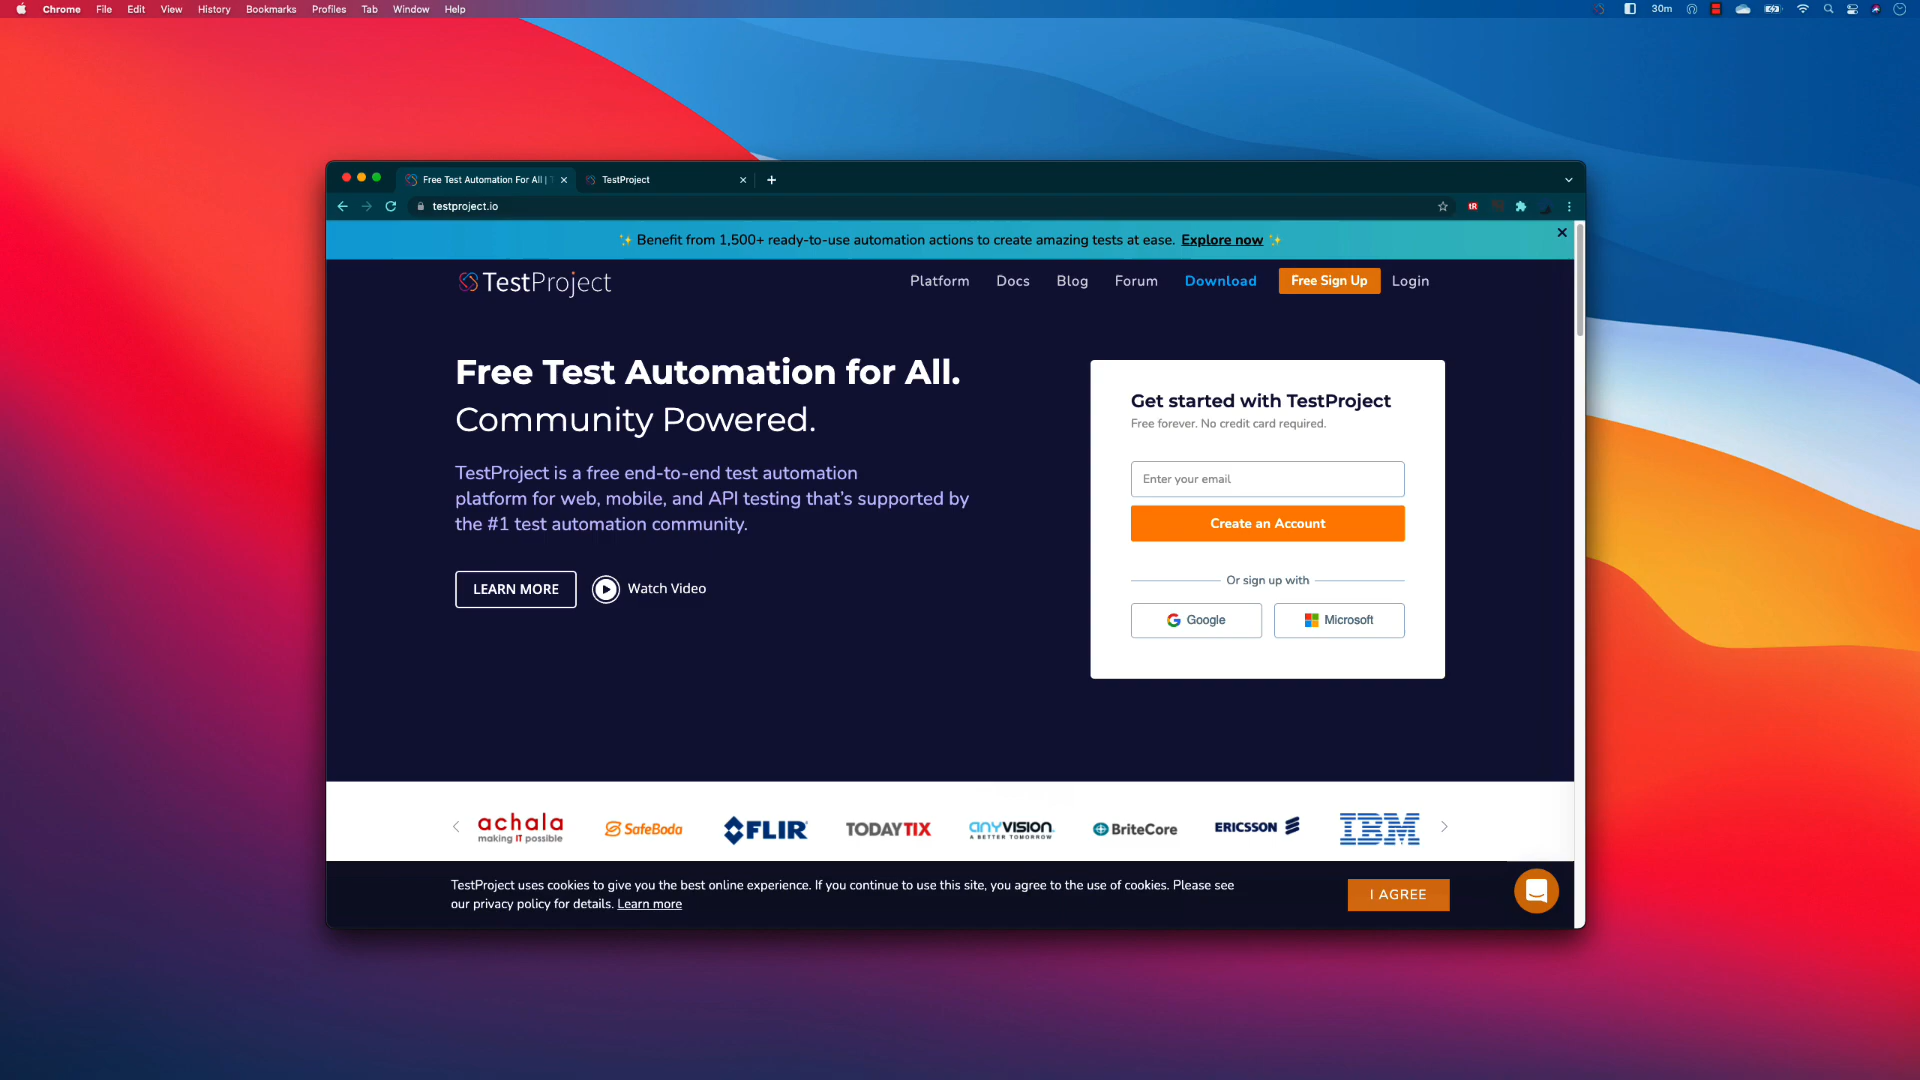 Chrome File Edit View History Bookmarks Profiles Tab Window Help
30m
Free Test Automation For All |
TestProject
testproject.io
Benefit from 1,500+ ready-to-use automation actions to create amazing tests at ease. Explore now
TestProject
Platform Docs Blog Forum Download Free Sign Up Login
Free Test Automation for All.
Community Powered.
TestProject is a free end-to-end test automation
platform for web, mobile, and API testing that's supported by
the #1 test automation community.
LEARN MORE
Watch Video
Get started with TestProject
Free forever. No credit card required.
Enter your email
Create an Account
Or sign up with
Google
Microsoft
achala
making IT possible
SafeBoda
FLIR
TODAYTIX
anyvision
A BETTER TOMORROW
BriteCore
ERICSSON
IBM
TestProject uses cookies to give you the best online experience. If you continue to use this site, you agree to the use of cookies. Please see
our privacy policy for details. Learn more
I AGREE